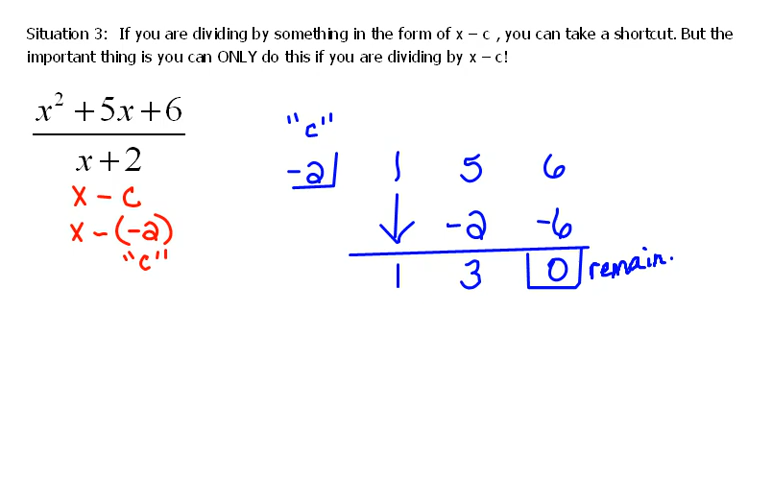 Situation 3: If you are dividing by something in the form of x – c , you can take a shortcut. But the
important thing is you can ONLY do this if you are dividing by x – c!
x² +5x+6
x+2
x - c
x - (-2)
"c"
"c"
-2| 1 5 6
↓ -2 -6
1 3 0 remain.